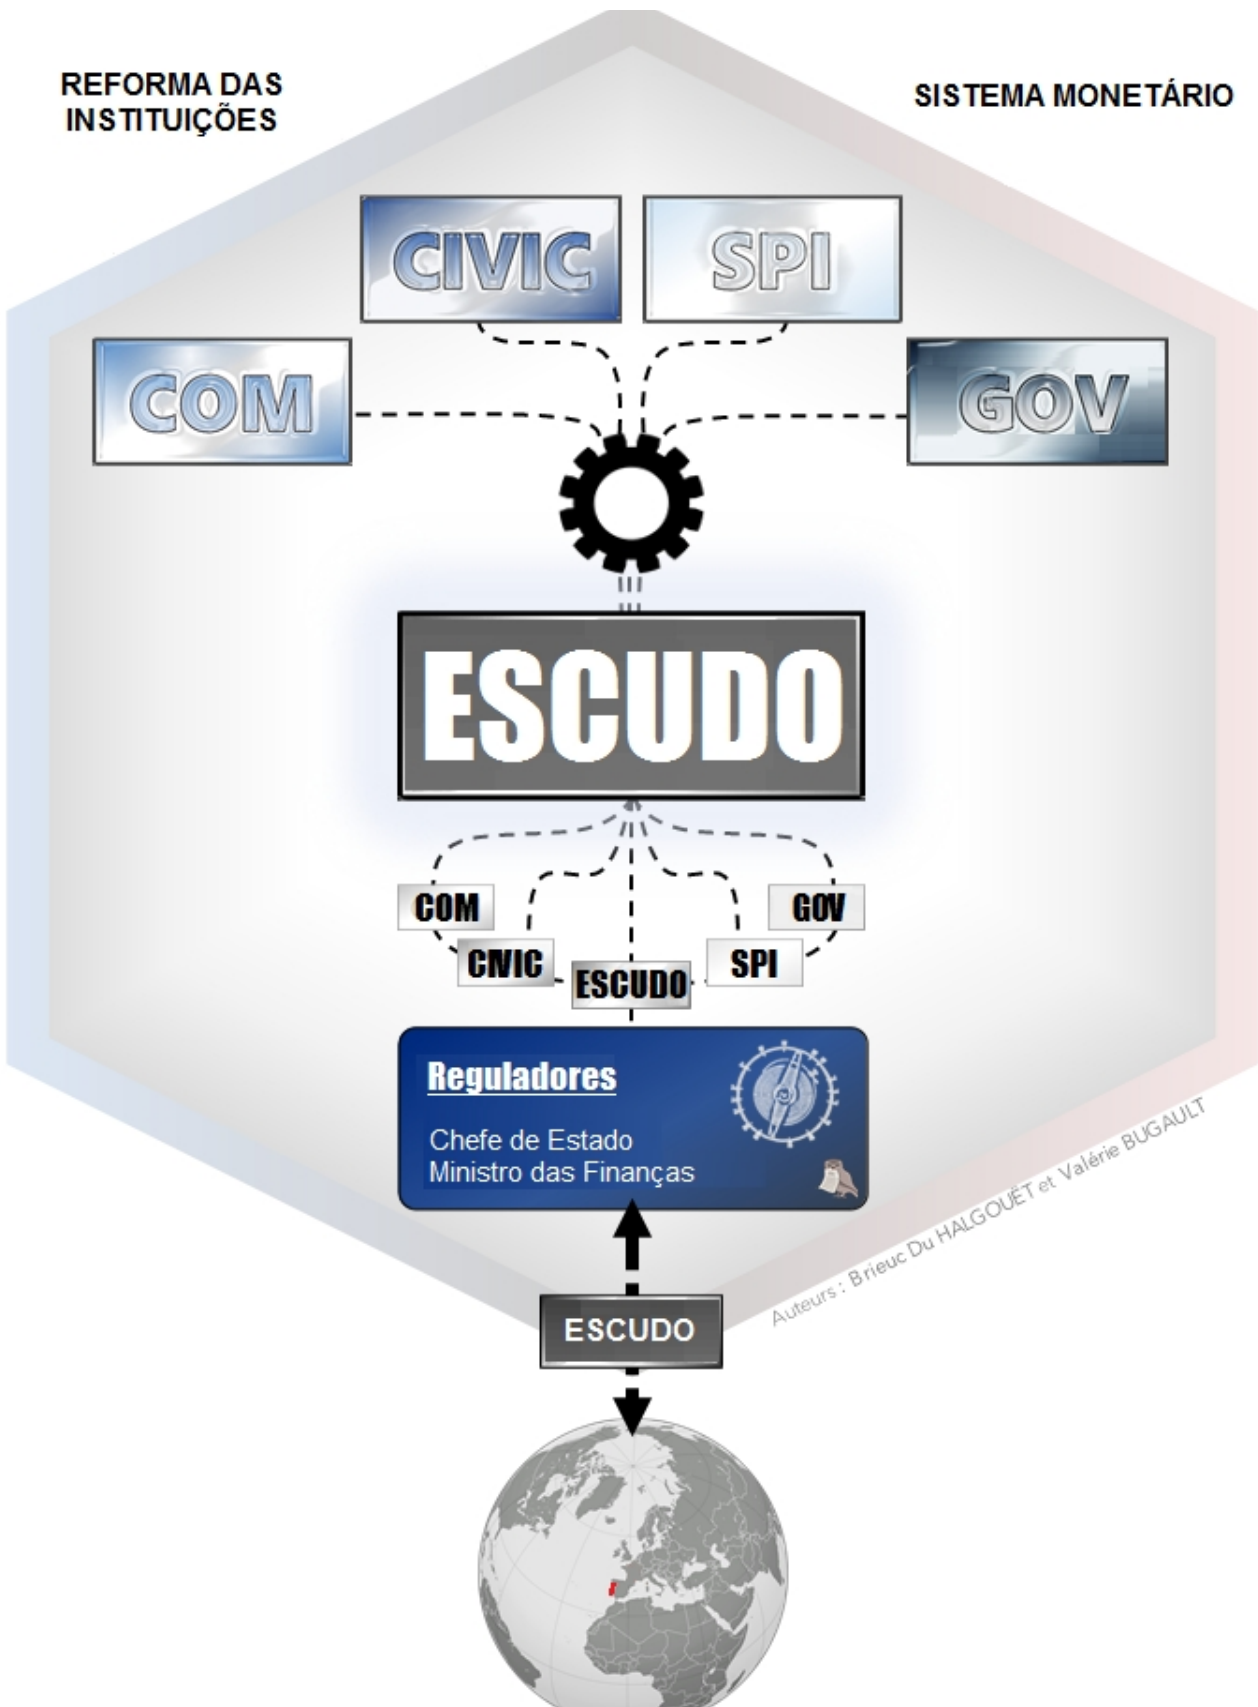 REFORMA DAS
INSTITUIÇÕES
SISTEMA MONETÁRIO
CIVIC
SPI
COM
GOV
ESCUDO
COM
GOV
CIVIC
SPI
ESCUDO
Reguladores
Chefe de Estado
Ministro das Finanças
Auteurs : Brieuc Du HALGOUËT et Valérie BUGAULT
ESCUDO